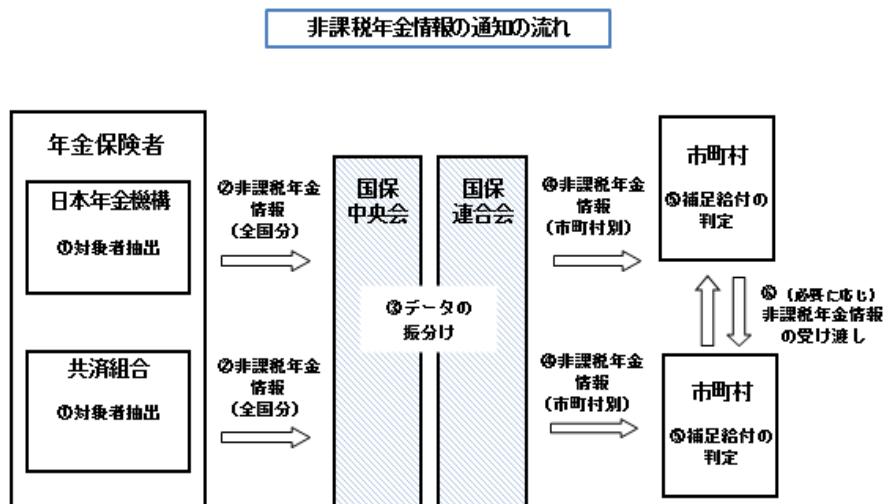 非課税年金情報の通知の流れ
年金保険者
日本年金機構
①対象者抽出
共済組合
①対象者抽出
②非課税年金
情報
(全国分)
②非課税年金
情報
(全国分)
国保
中央会
国保
連合会
③データの
振分け
④非課税年金
情報
(市町村別)
④非課税年金
情報
(市町村別)
市町村
⑤補足給付の
判定
⑥(必要に応じ)
非課税年金情報
の受け渡し
市町村
⑤補足給付の
判定